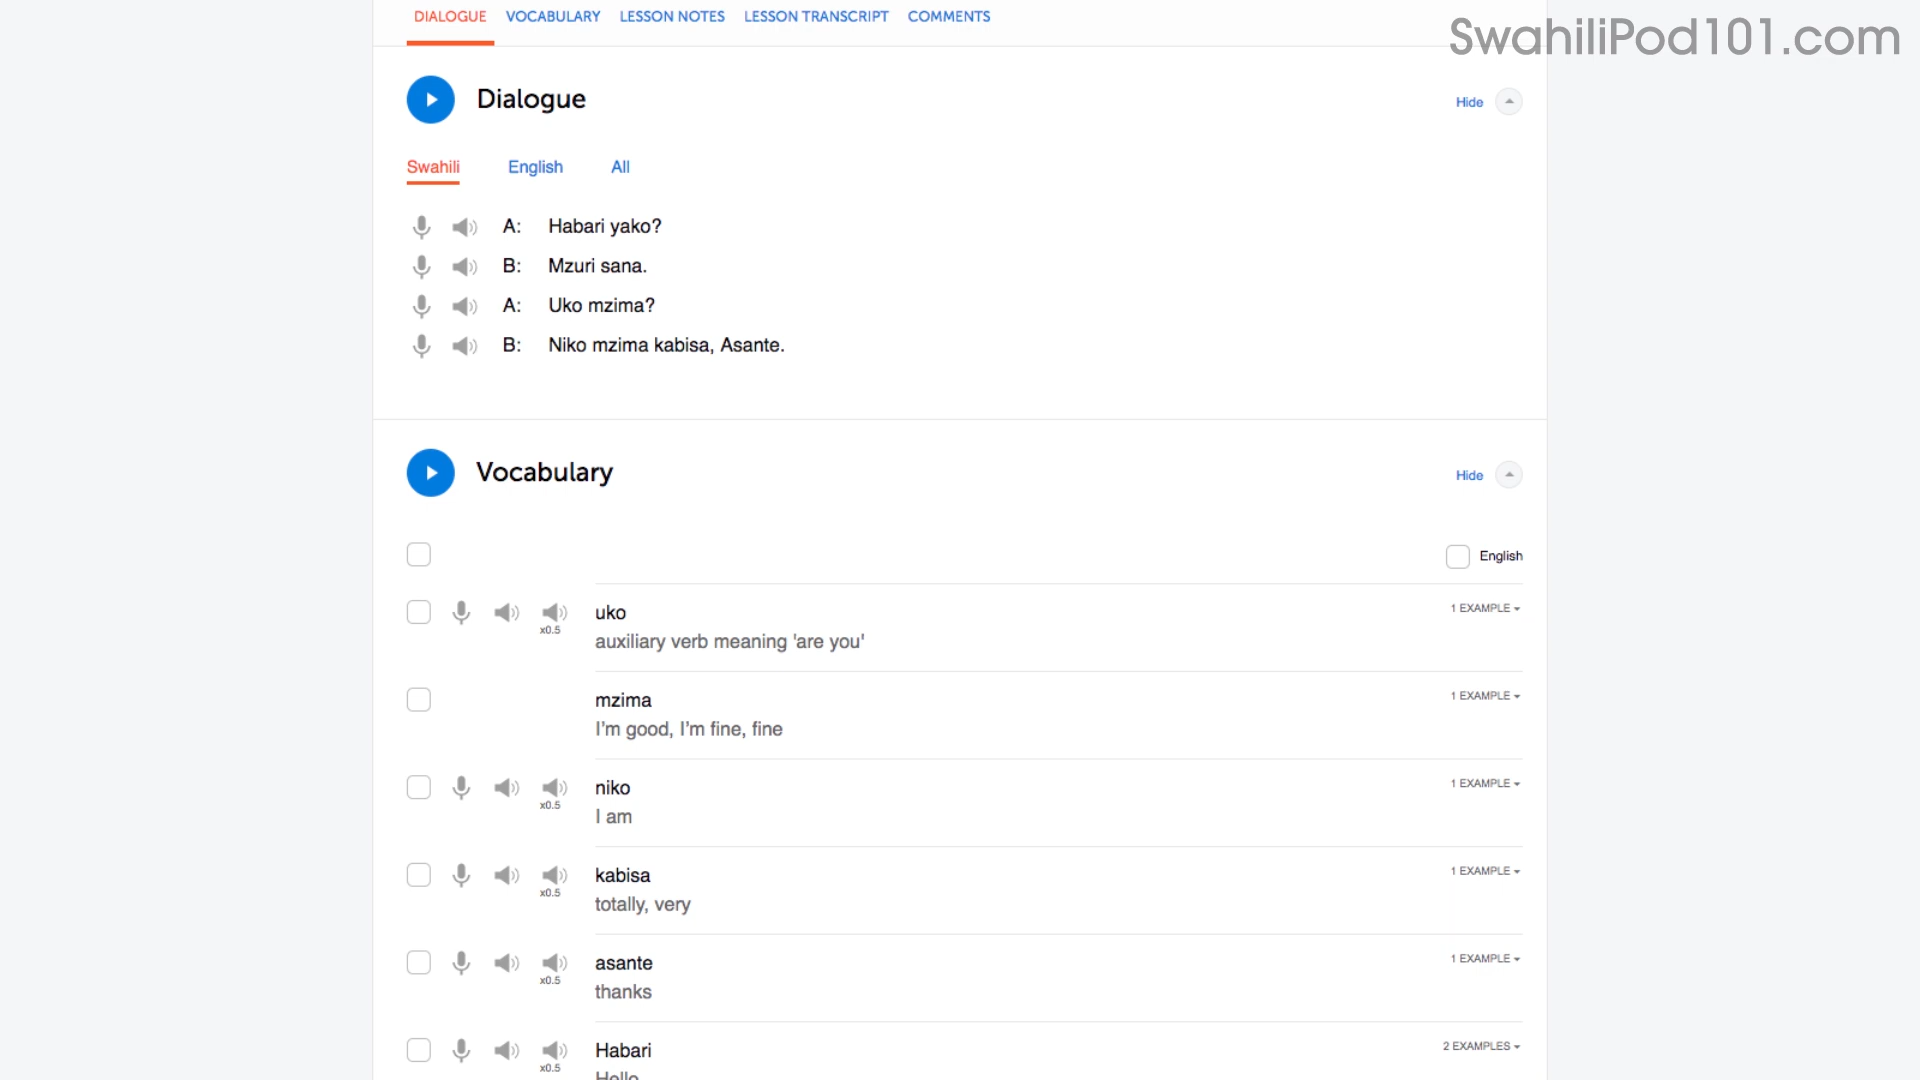 DIALOGUE VOCABULARY LESSON NOTES LESSON TRANSCRIPT COMMENTS
SwahiliPod101.com
Dialogue
Hide
Swahili English All
A: Habari yako?
B: Mzuri sana.
A: Uko mzima?
B: Niko mzima kabisa, Asante.
Vocabulary
Hide
English
uko
1 EXAMPLE
x0.5
auxiliary verb meaning 'are you'
mzima
1 EXAMPLE
I'm good, I'm fine, fine
niko
1 EXAMPLE
x0.5
I am
kabisa
1 EXAMPLE
x0.5
totally, very
asante
1 EXAMPLE
x0.5
thanks
Habari
2 EXAMPLES
x0.5
Hello